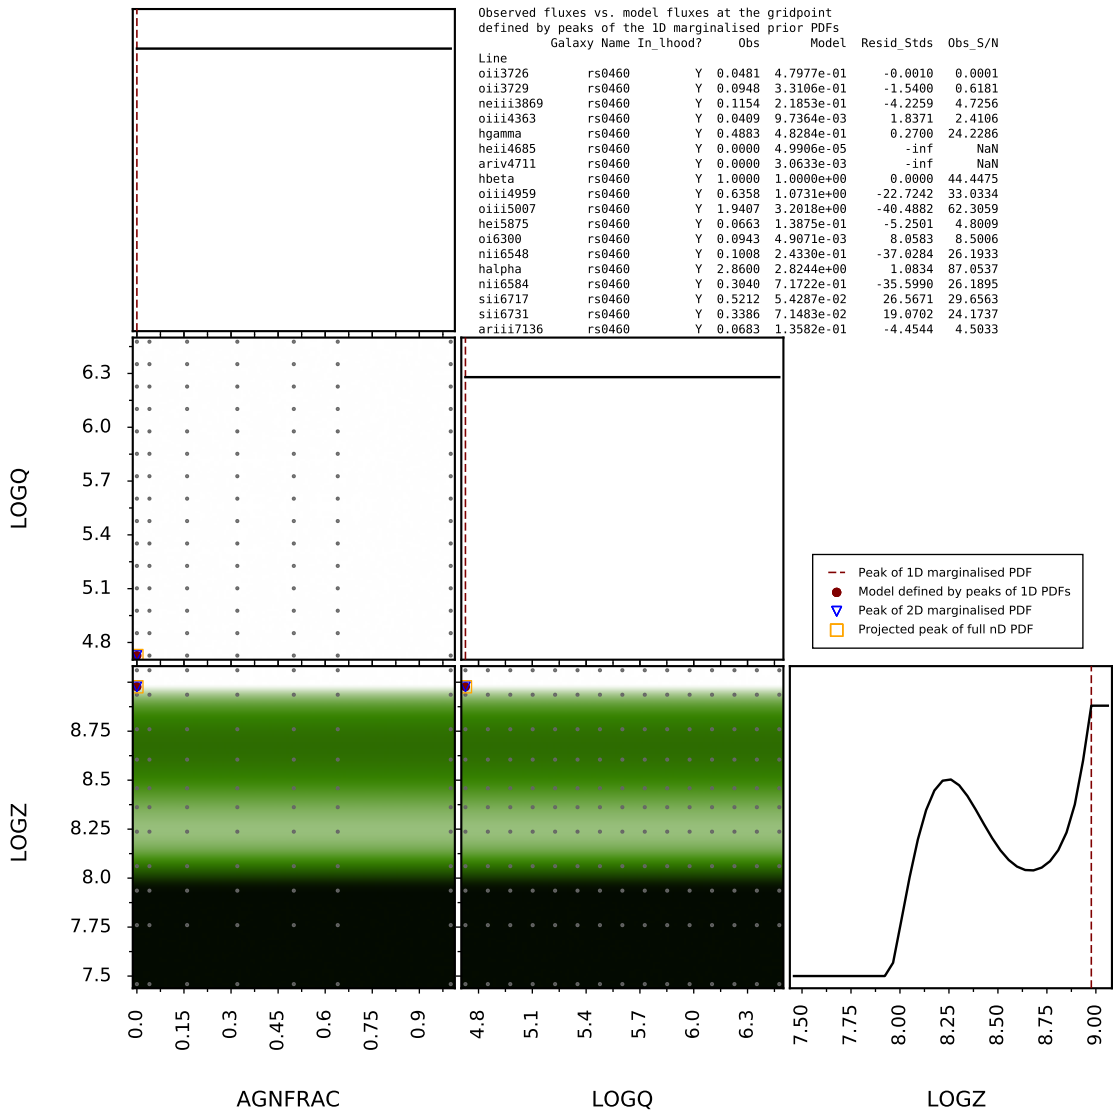 Observed fluxes vs. model fluxes at the gridpoint
defined by peaks of the 1D marginalised prior PDFs
Galaxy Name In_lhood? Obs Model Resid_Stds Obs_S/N
Line
oii3726 rs0460 Y 0.0481 4.7977e-01 -0.0010 0.0001
oii3729 rs0460 Y 0.0948 3.3106e-01 -1.5400 0.6181
neiii3869 rs0460 Y 0.1154 2.1853e-01 -4.2259 4.7256
oiii4363 rs0460 Y 0.0409 9.7364e-03 1.8371 2.4106
hgamma rs0460 Y 0.4883 4.8284e-01 0.2700 24.2286
heii4685 rs0460 Y 0.0000 4.9906e-05 -inf NaN
ariv4711 rs0460 Y 0.0000 3.0633e-03 -inf NaN
hbeta rs0460 Y 1.0000 1.0000e+00 0.0000 44.4475
oiii4959 rs0460 Y 0.6358 1.0731e+00 -22.7242 33.0334
oiii5007 rs0460 Y 1.9407 3.2018e+00 -40.4882 62.3059
hei5875 rs0460 Y 0.0663 1.3875e-01 -5.2501 4.8009
oi6300 rs0460 Y 0.0943 4.9071e-03 8.0583 8.5006
nii6548 rs0460 Y 0.1008 2.4330e-01 -37.0284 26.1933
halpha rs0460 Y 2.8600 2.8244e+00 1.0834 87.0537
nii6584 rs0460 Y 0.3040 7.1722e-01 -35.5990 26.1895
sii6717 rs0460 Y 0.5212 5.4287e-02 26.5671 29.6563
sii6731 rs0460 Y 0.3386 7.1483e-02 19.0702 24.1737
ariii7136 rs0460 Y 0.0683 1.3582e-01 -4.4544 4.5033
6.3
6.0
5.7
5.4
5.1
4.8
LOGQ
Peak of 1D marginalised PDF
Model defined by peaks of 1D PDFs
Peak of 2D marginalised PDF
Projected peak of full nD PDF
8.75
8.5
8.25
8.0
7.75
7.5
LOGZ
0.0 0.15 0.3 0.45 0.6 0.75 0.9
4.8 5.1 5.4 5.7 6.0 6.3
7.50 7.75 8.00 8.25 8.50 8.75 9.00
AGNFRAC LOGQ LOGZ